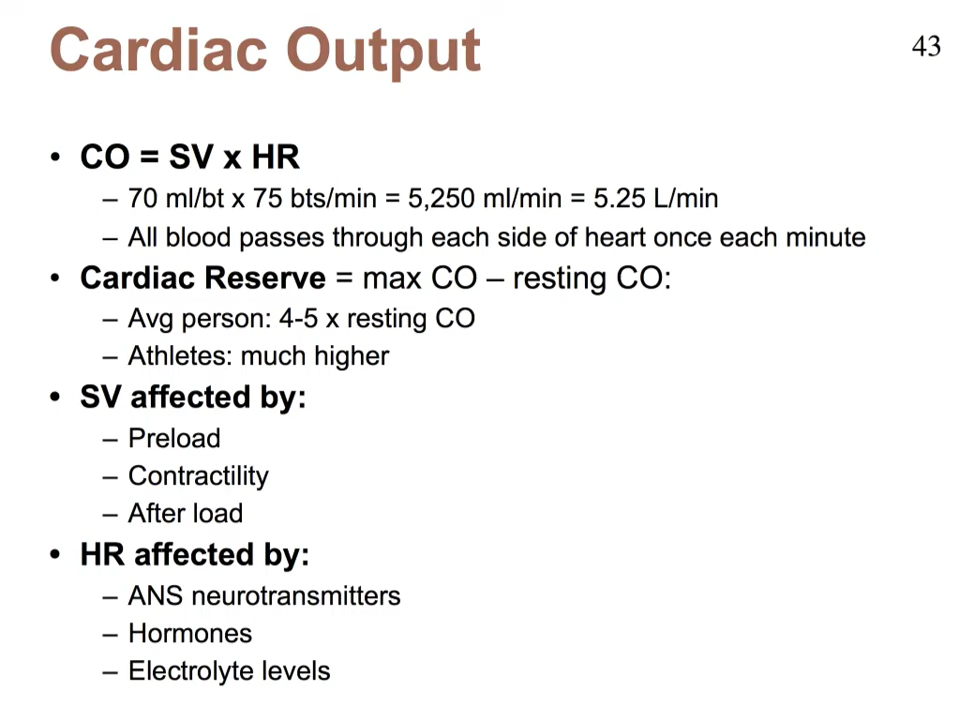 Cardiac Output
43
• CO = SV x HR
– 70 ml/bt x 75 bts/min = 5,250 ml/min = 5.25 L/min
– All blood passes through each side of heart once each minute
• Cardiac Reserve = max CO – resting CO:
– Avg person: 4-5 x resting CO
– Athletes: much higher
• SV affected by:
– Preload
– Contractility
– After load
• HR affected by:
– ANS neurotransmitters
– Hormones
– Electrolyte levels